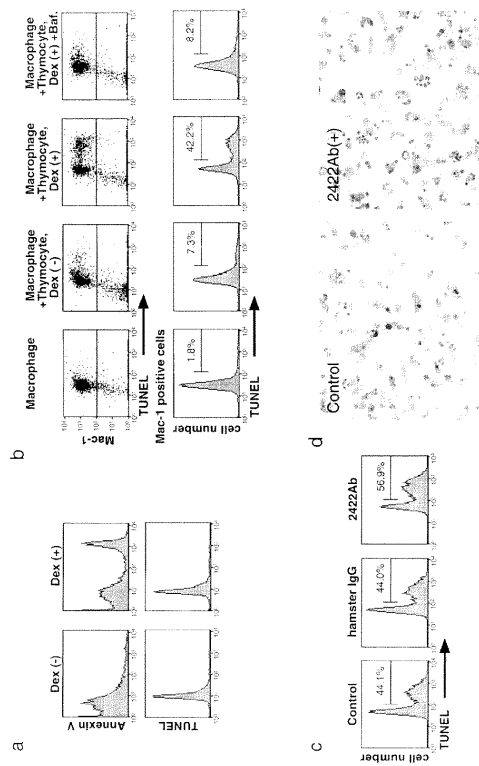 a
Dex (-)
Dex (+)
Annexin V
TUNEL
b
Macrophage
Macrophage
+Thymocyte,
Dex (-)
Macrophage
+Thymocyte,
Dex (+)
Macrophage
+Thymocyte,
Dex (+) +Baf.
Mac-1
TUNEL
Mac-1 positive cells
1.8%
7.3%
42.2%
8.2%
cell number
TUNEL
c
Control
hamster IgG
2422Ab
44.1%
44.0%
56.9%
cell number
TUNEL
d
Control
2422Ab(+)